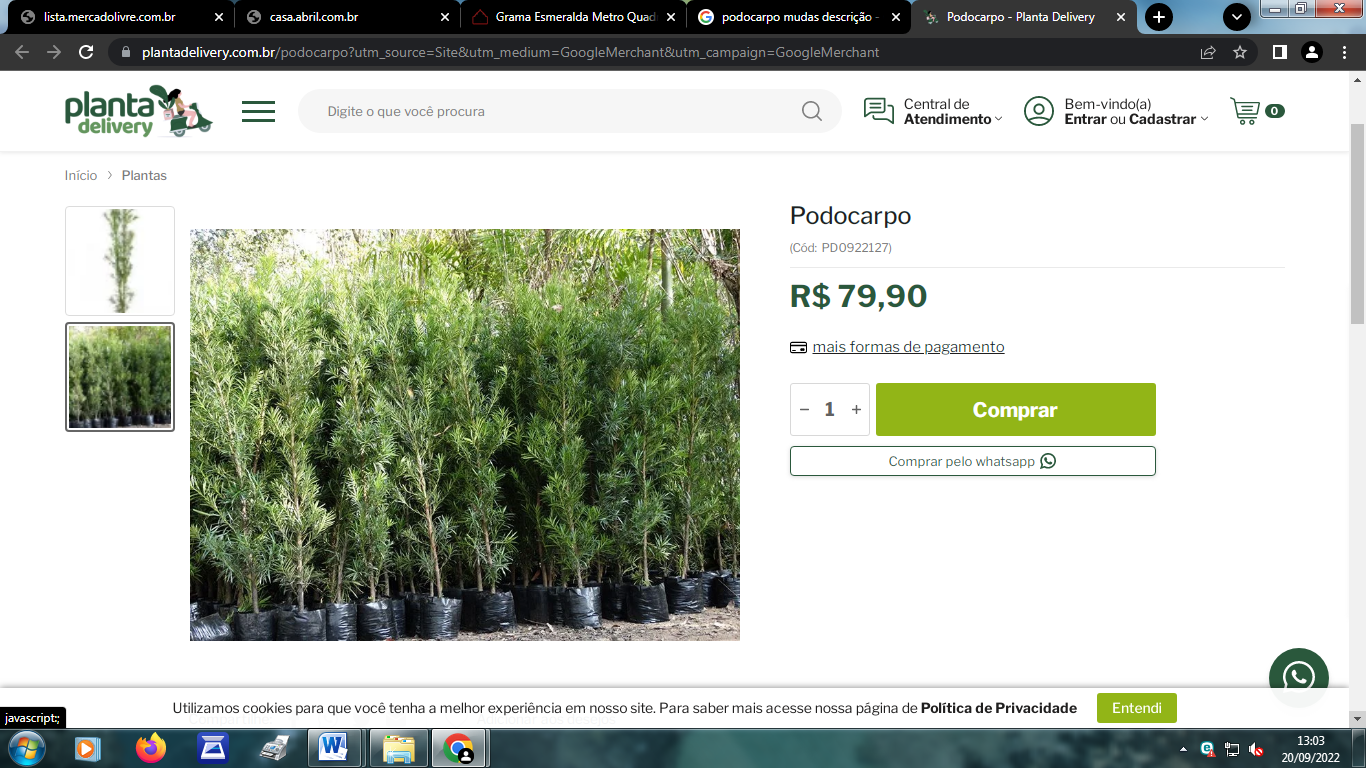 lista.mercadolivre.com.br
casa.abril.com.br
Grama Esmeralda Metro Quad
podocarpo mudas descrição -
Podocarpo - Planta Delivery
plantadelivery.com.br/podocarpo?utm_source=Site&utm_medium=GoogleMerchant&utm_campaign=GoogleMerchant
planta
delivery
Digite o que você procura
Central de
Atendimento
Bem-vindo(a)
Entrar ou Cadastrar
0
Início > Plantas
Podocarpo
(Cód: PD0922127)
R$ 79,90
mais formas de pagamento
− 1 +
Comprar
Comprar pelo whatsapp
Utilizamos cookies para que você tenha a melhor experiência em nosso site. Para saber mais acesse nossa página de Política de Privacidade
Entendi
javascript:;
13:03
20/09/2022